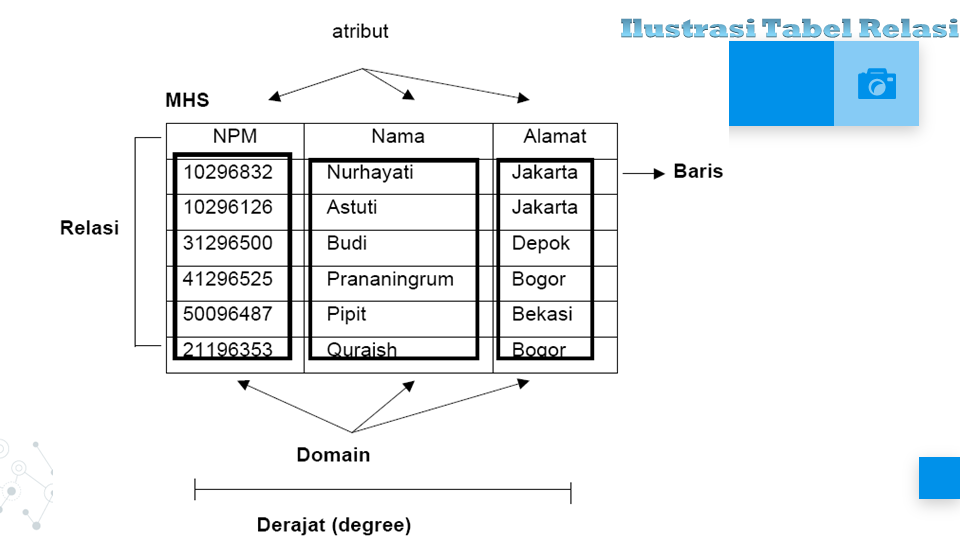 Ilustrasi Tabel Relasi
atribut
MHS
NPM Nama Alamat
10296832 Nurhayati Jakarta
Baris
10296126 Astuti Jakarta
Relasi
31296500 Budi Depok
41296525 Prananingrum Bogor
50096487 Pipit Bekasi
21196353 Quraish Bogor
Domain
Derajat (degree)